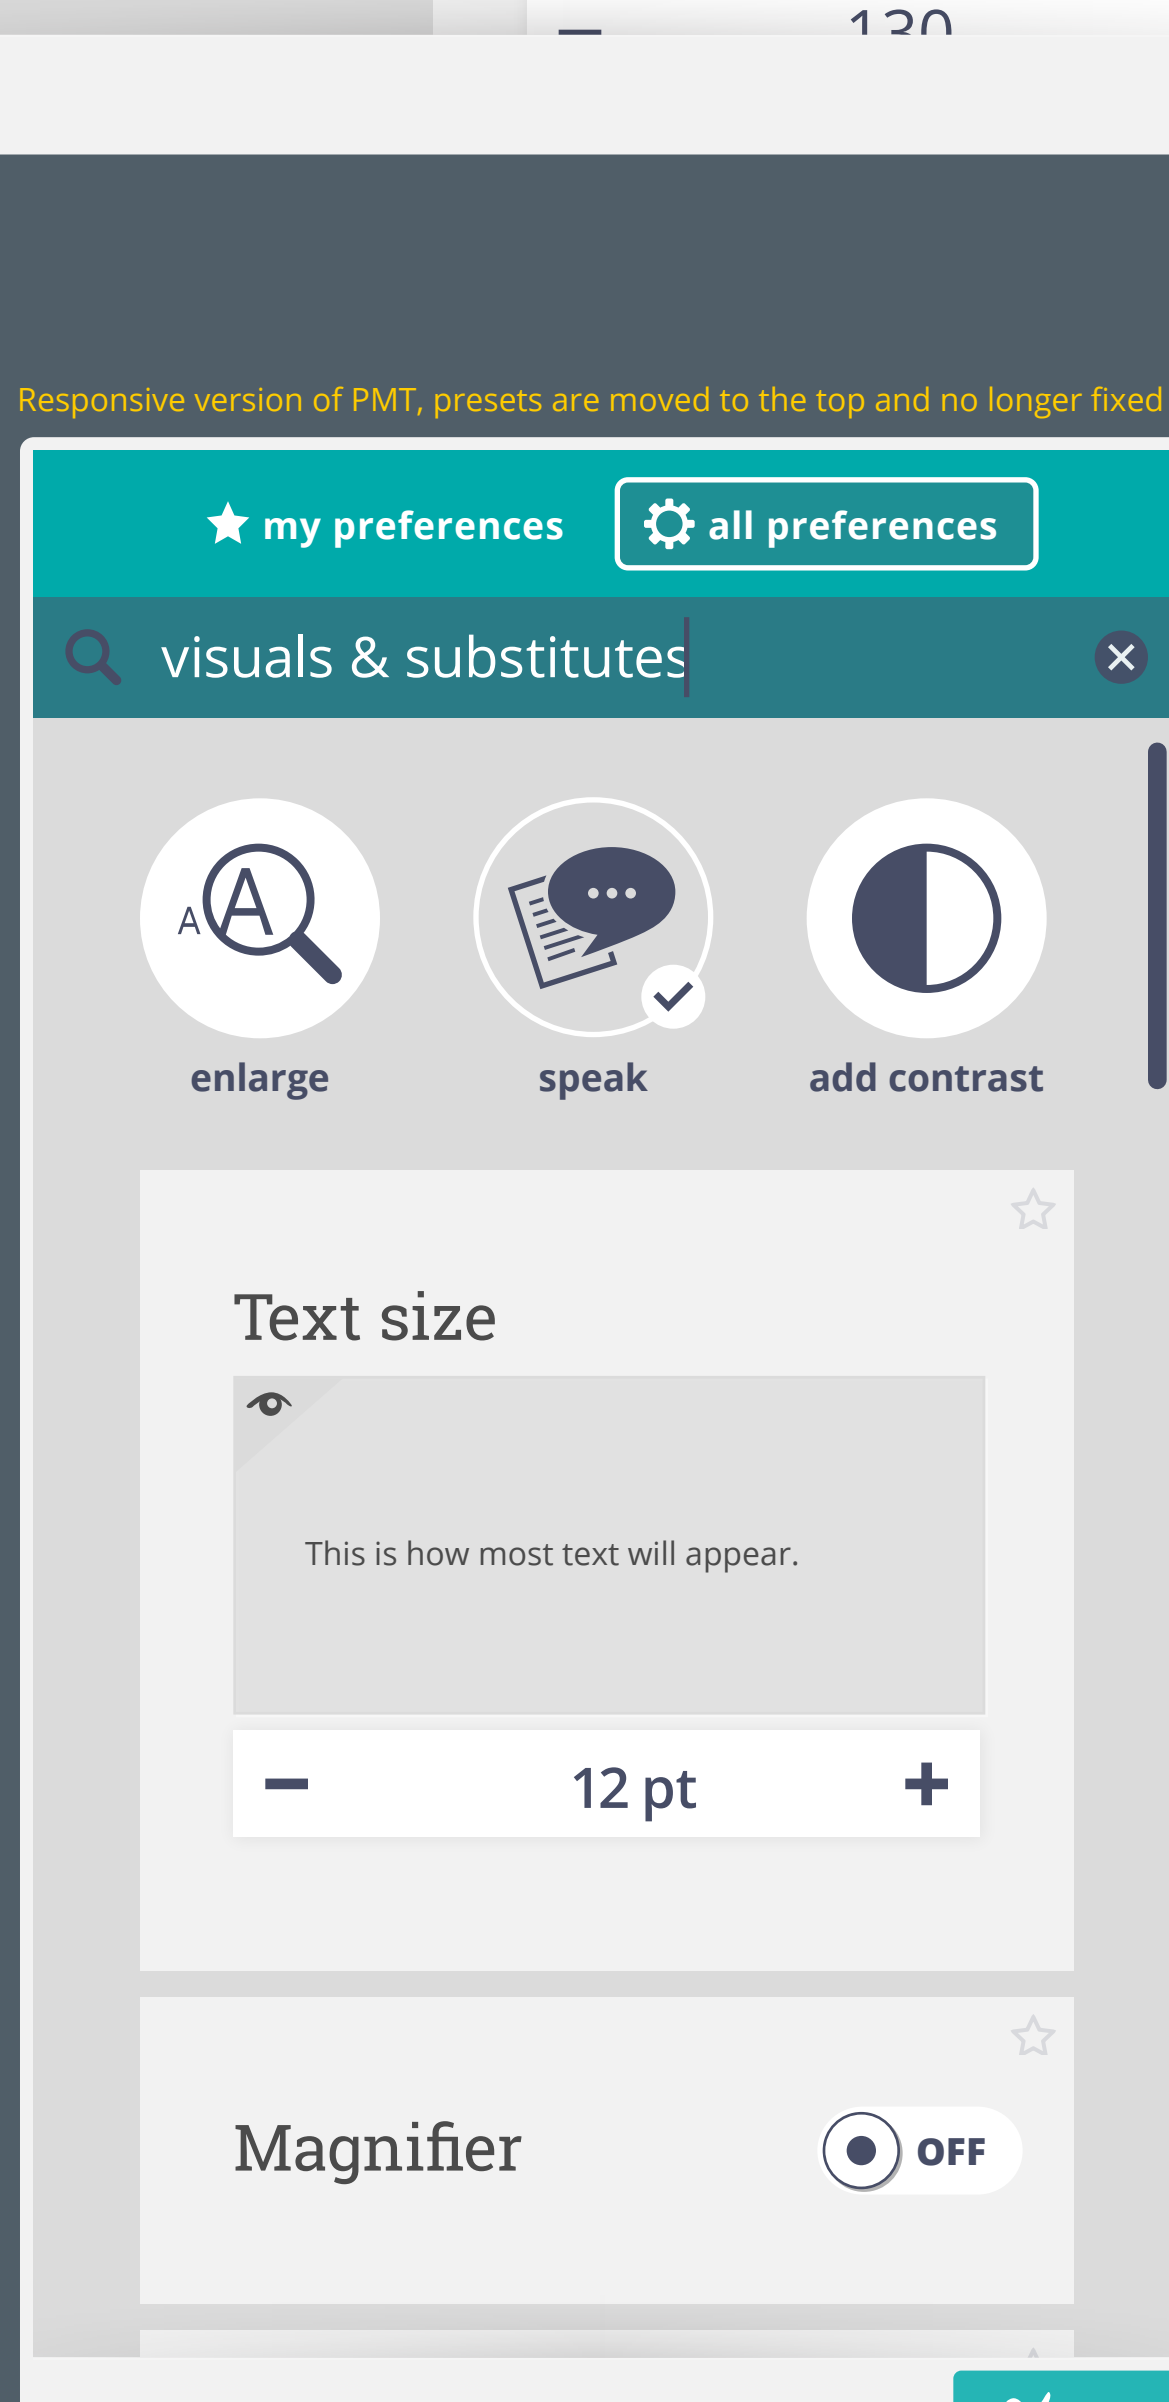 130
Responsive version of PMT, presets are moved to the top and no longer fixed
my preferences
all preferences
visuals & substitutes
A A
enlarge
speak
add contrast
Text size
This is how most text will appear.
12 pt
Magnifier
OFF